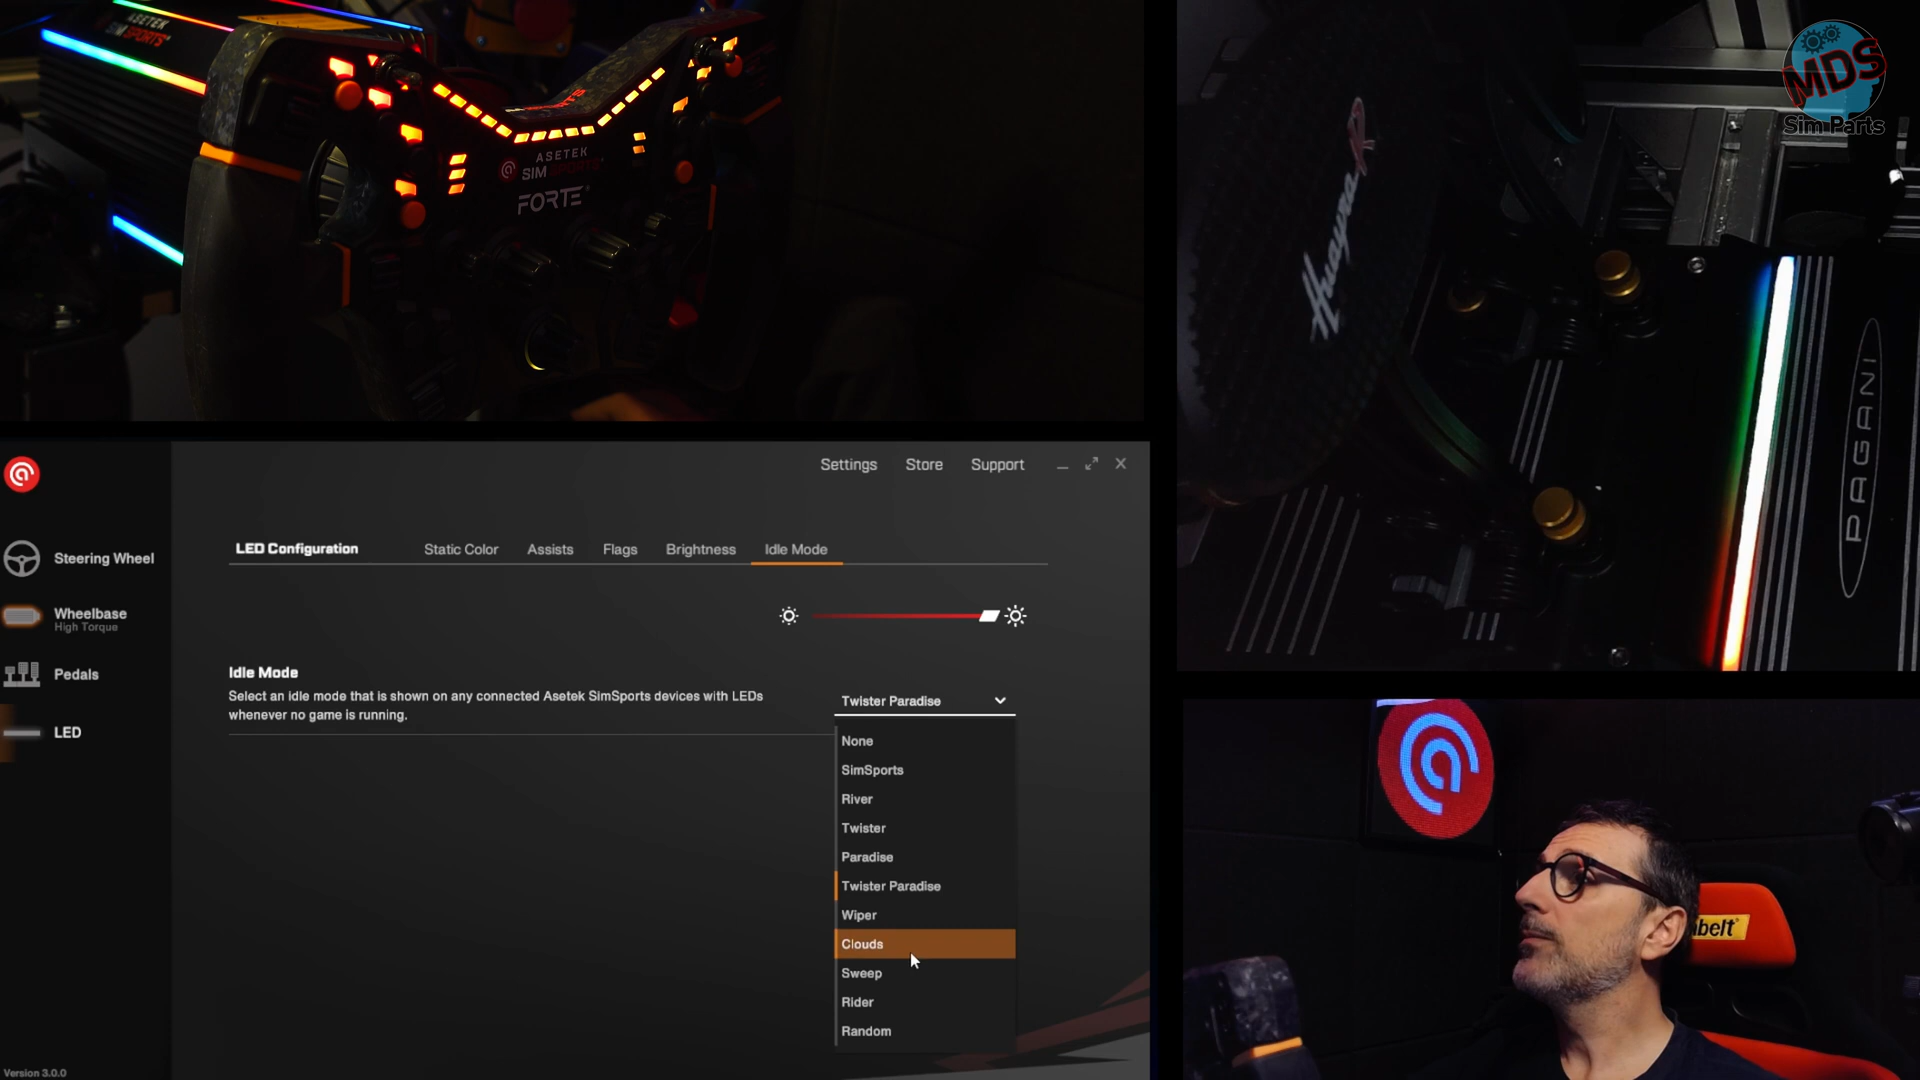 ASETEK
SIMSPORTS
ASETEK
SIMSPORTS
FORTE
Huayra R
PAGANI
MDS
Sim Parts
Settings
Store
Support
LED Configuration
Static Color
Assists
Flags
Brightness
Idle Mode
Steering Wheel
Wheelbase
High Torque
Pedals
LED
Idle Mode
Select an idle mode that is shown on any connected Asetek SimSports devices with LEDs
whenever no game is running.
Twister Paradise
None
SimSports
River
Twister
Paradise
Twister Paradise
Wiper
Clouds
Sweep
Rider
Random
Version 3.0.0
belt